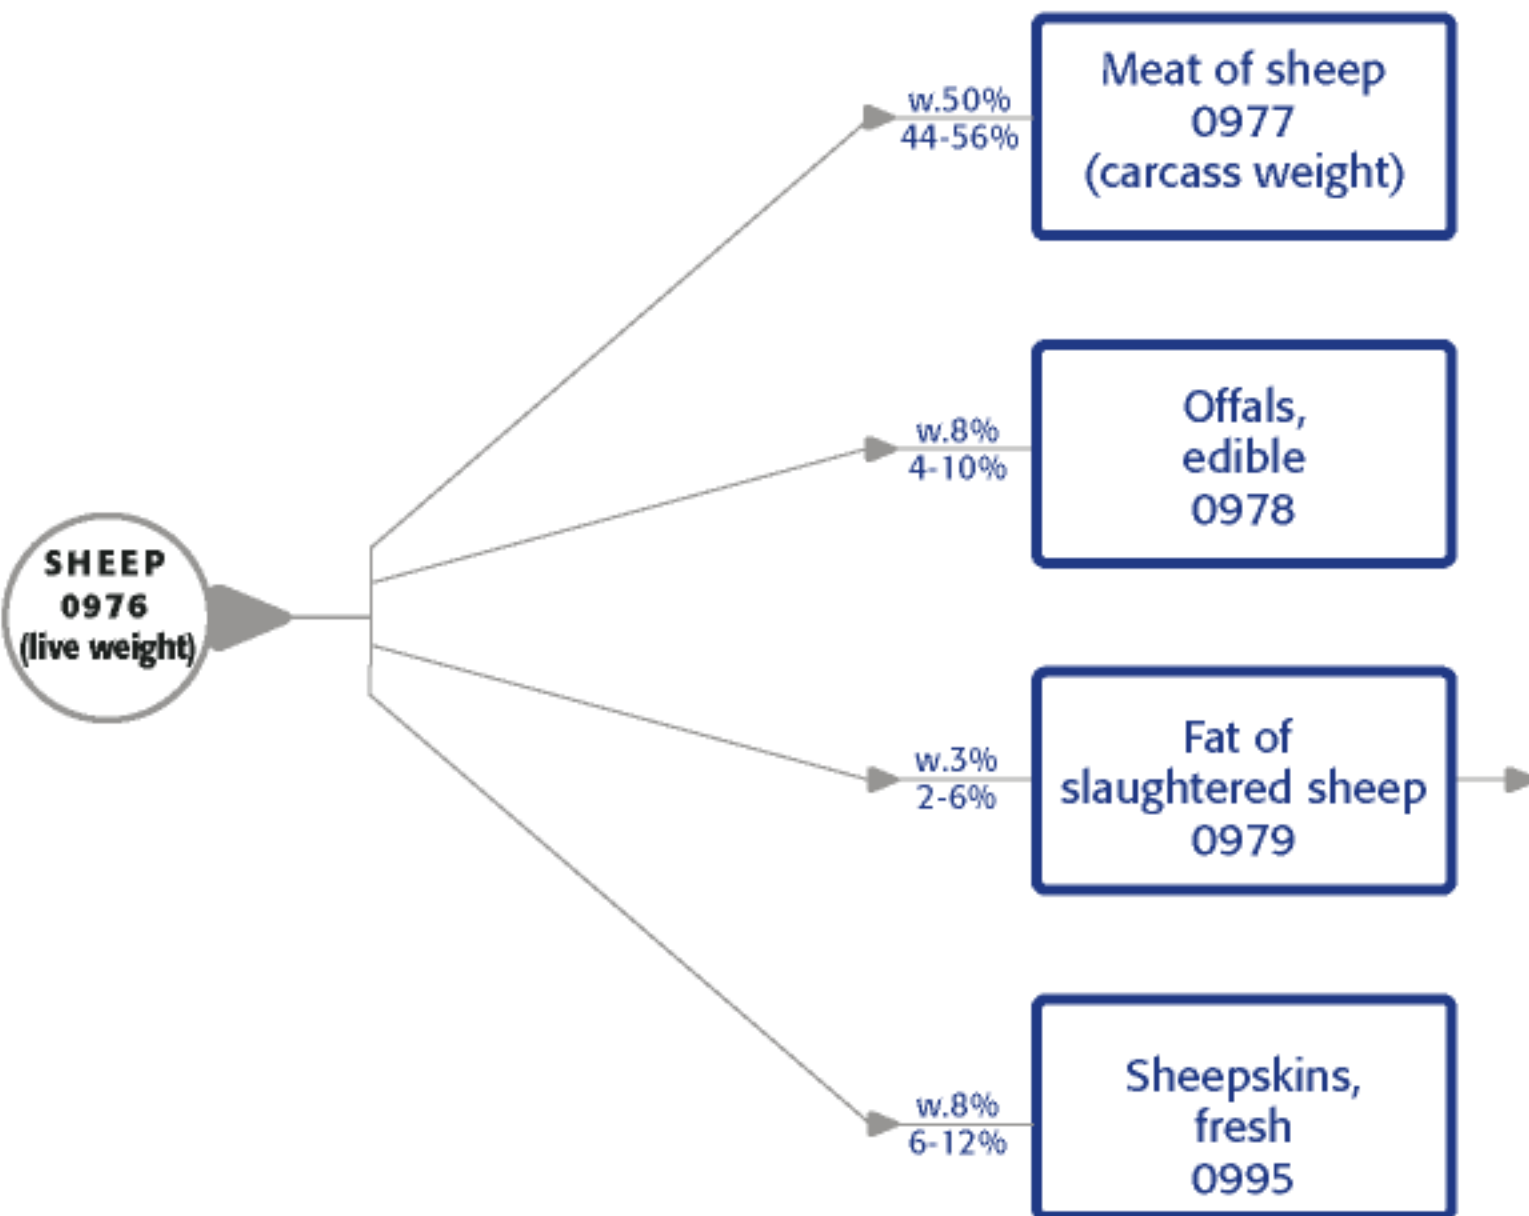 w.50%
44-56%
Meat of sheep
0977
(carcass weight)
w.8%
4-10%
Offals,
edible
0978
SHEEP
0976
(live weight)
w.3%
2-6%
Fat of
slaughtered sheep
0979
w.8%
6-12%
Sheepskins,
fresh
0995